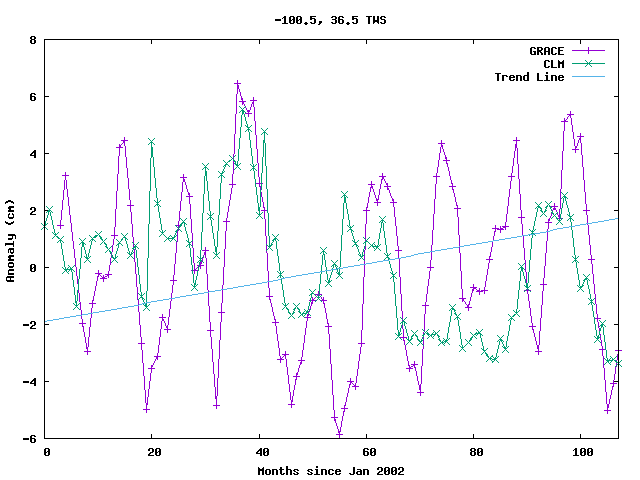 -100.5, 36.5 TWS
GRACE
CLM
Trend Line
8
6
4
2
0
-2
-4
-6
Anomaly (cm)
0 20 40 60 80 100
Months since Jan 2002